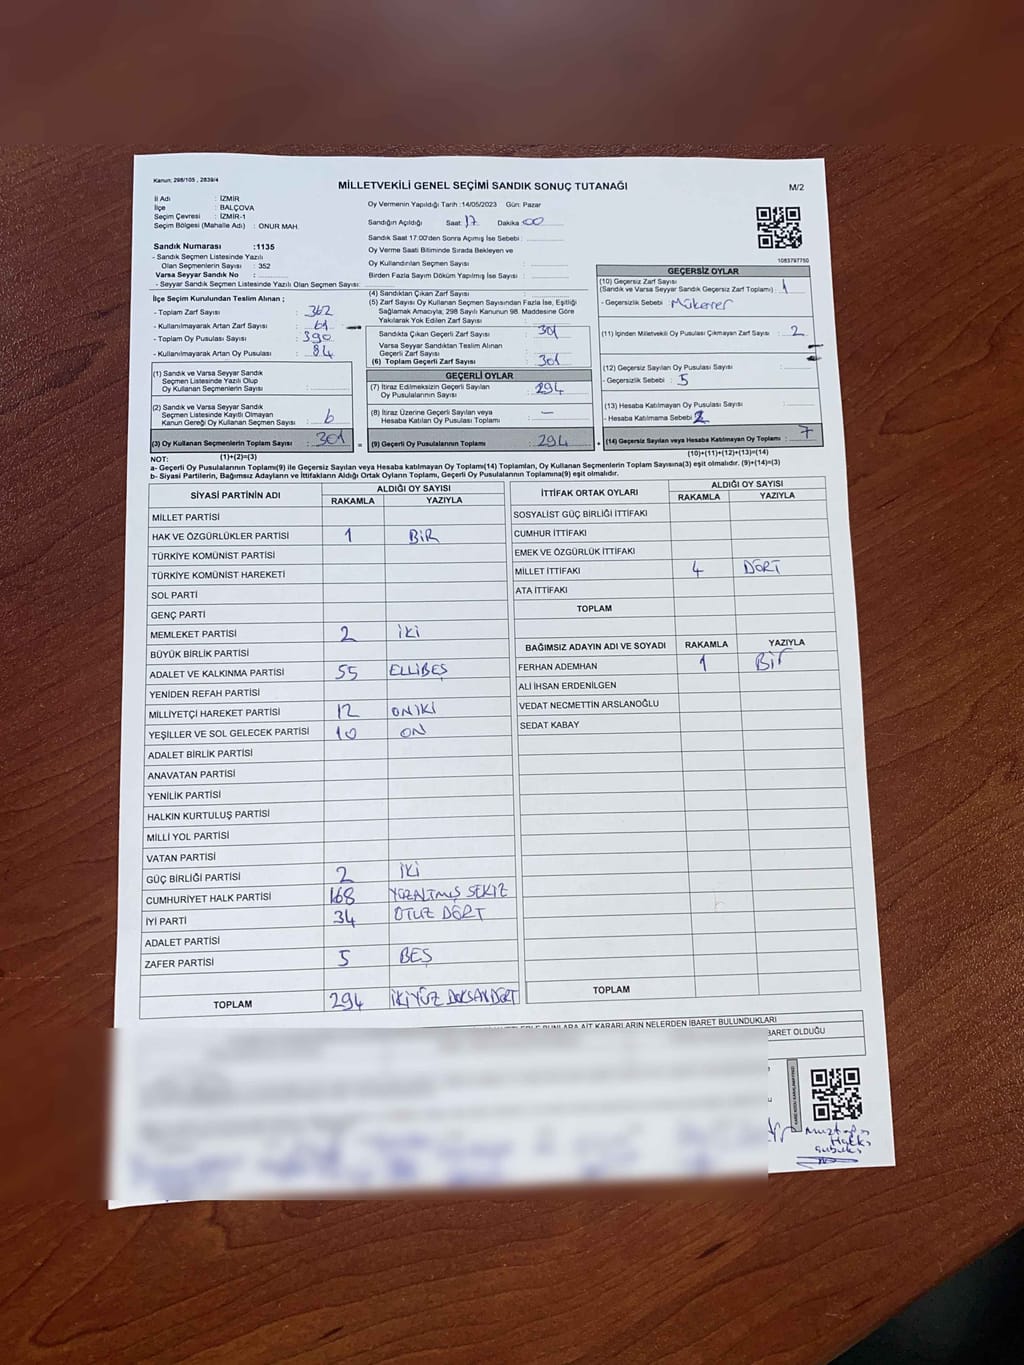 Kanun: 298/105 , 2839/4
MİLLETVEKİLİ GENEL SEÇİMİ SANDIK SONUÇ TUTANAĞI
M/2
İl Adı : İZMİR
İlçe : BALÇOVA
Seçim Çevresi : İZMİR-1
Seçim Bölgesi (Mahalle Adı) : ONUR MAH.
Sandık Numarası :1135
- Sandık Seçmen Listesinde Yazılı
Olan Seçmenlerin Sayısı : 352
Varsa Seyyar Sandık No :
- Seyyar Sandık Seçmen Listesinde Yazılı Olan Seçmen Sayısı:
Oy Vermenin Yapıldığı Tarih :14/05/2023 Gün: Pazar
Sandığın Açıldığı Saat: 17 Dakika 00
Sandık Saat 17:00'den Sonra Açımış İse Sebebi :
Oy Verme Saati Bitiminde Sırada Bekleyen ve
Oy Kullandırılan Seçmen Sayısı :
Birden Fazla Sayım Döküm Yapılmış İse Sayısı :
1083797750
İlçe Seçim Kurulundan Teslim Alınan ;
- Toplam Zarf Sayısı : 362
- Kullanılmayarak Artan Zarf Sayısı : 61
- Toplam Oy Pusulası : 390
- Kullanılmayarak Artan Oy Pusulası : 84
(1) Sandık ve Varsa Seyyar Sandık
Seçmen Listesinde Yazılı Olup
Oy Kullanan Seçmenlerin Sayısı :
(2) Sandık ve Varsa Seyyar Sandık
Seçmen Listesinde Kayıtlı Olmayan
Kanun Gereği Oy Kullanan Seçmen Sayısı : 6
(3) Oy Kullanan Seçmenlerin Toplam Sayısı : 301
(1)+(2)=(3)
(4) Sandıktan Çıkan Zarf Sayısı :
(5) Zarf Sayısı Oy Kullanan Seçmen Sayısından Fazla İse, Eşitliği
Sağlamak Amacıyla; 298 Sayılı Kanunun 98. Maddesine Göre
Yakılarak Yok Edilen Zarf Sayısı :
Sandıkta Çıkan Geçerli Zarf Sayısı : 301
Varsa Seyyar Sandıktan Teslim Alınan
Geçerli Zarf Sayısı :
(6) Toplam Geçerli Zarf Sayısı : 301
GEÇERLİ OYLAR
(7) İtiraz Edilmeksizin Geçerli Sayılan
Oy Pusulalarının Sayısı : 294
(8) İtiraz Üzerine Geçerli Sayılan veya
Hesaba Katılan Oy Pusulası Sayısı : —
= (9) Geçerli Oy Pusulalarının Toplamı : 294 +
GEÇERSİZ OYLAR
(10) Geçersiz Zarf Sayısı
(Sandık ve Varsa Seyyar Sandık Geçersiz Zarf Toplamı) : 1
- Geçersizlik Sebebi : Mükerrer
(11) İçinden Milletvekili Oy Pusulası Çıkmayan Zarf Sayısı : 2
(12) Geçersiz Sayılan Oy Pusulası Sayısı :
- Geçersizlik Sebebi : 5
(13) Hesaba Katılmayan Oy Pusulası Sayısı :
- Hesaba Katılmama Sebebi :
(14) Geçersiz Sayılan veya Hesaba Katılmayan Oy Toplamı : 7
(10)+(11)+(12)+(13)=(14)
NOT:
a- Geçerli Oy Pusulalarının Toplamı(9) ile Geçersiz Sayılan veya Hesaba katılmayan Oy Toplamı(14) Toplamları, Oy Kullanan Seçmenlerin Toplam Sayısına(3) eşit olmalıdır. (9)+(14)=(3)
b- Siyasi Partilerin, Bağımsız Adayların ve İttifakların Aldığı Ortak Oyların Toplamı, Geçerli Oy Pusulalarının Toplamına(9) eşit olmalıdır.
SİYASİ PARTİNİN ADI ALDIĞI OY SAYISI
RAKAMLA YAZIYLA
MİLLET PARTİSİ
HAK VE ÖZGÜRLÜKLER PARTİSİ 1 BİR
TÜRKİYE KOMÜNİST PARTİSİ
TÜRKİYE KOMÜNİST HAREKETİ
SOL PARTİ
GENÇ PARTİ
MEMLEKET PARTİSİ 2 İKİ
BÜYÜK BİRLİK PARTİSİ
ADALET VE KALKINMA PARTİSİ 55 ELLİBEŞ
YENİDEN REFAH PARTİSİ
MİLLİYETÇİ HAREKET PARTİSİ 12 ONİKİ
YEŞİLLER VE SOL GELECEK PARTİSİ 10 ON
ADALET BİRLİK PARTİSİ
ANAVATAN PARTİSİ
YENİLİK PARTİSİ
HALKIN KURTULUŞ PARTİSİ
MİLLİ YOL PARTİSİ
VATAN PARTİSİ
GÜÇ BİRLİĞİ PARTİSİ 2 İKİ
CUMHURİYET HALK PARTİSİ 168 YÜZALTMIŞ SEKİZ
İYİ PARTİ 34 OTUZ DÖRT
ADALET PARTİSİ
ZAFER PARTİSİ 5 BEŞ
TOPLAM 294 İKİYÜZ DOKSANDÖRT
İTTİFAK ORTAK OYLARI ALDIĞI OY SAYISI
RAKAMLA YAZIYLA
SOSYALİST GÜÇ BİRLİĞİ İTTİFAKI
CUMHUR İTTİFAKI
EMEK VE ÖZGÜRLÜK İTTİFAKI
MİLLET İTTİFAKI 4 DÖRT
ATA İTTİFAKI
TOPLAM
BAĞIMSIZ ADAYIN ADI VE SOYADI RAKAMLA YAZIYLA
FERHAN ADEMHAN 1 BİR
ALİ İHSAN ERDENİLGEN
VEDAT NECMETTİN ARSLANOĞLU
SEDAT KABAY
TOPLAM
BUNLARA AİT KARARLARIN NELERDEN İBARET BULUNDUKLARI
BARET OLDUĞU